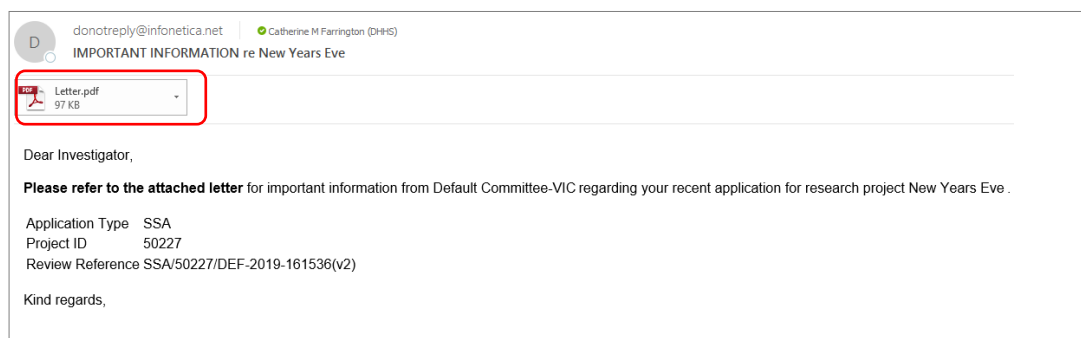 D
donotreply@infonetica.net Catherine M Farrington (DHHS)
IMPORTANT INFORMATION re New Years Eve
PDF
Letter.pdf
97 KB
Dear Investigator,
Please refer to the attached letter for important information from Default Committee-VIC regarding your recent application for research project New Years Eve .
Application Type SSA
Project ID 50227
Review Reference SSA/50227/DEF-2019-161536(v2)
Kind regards,